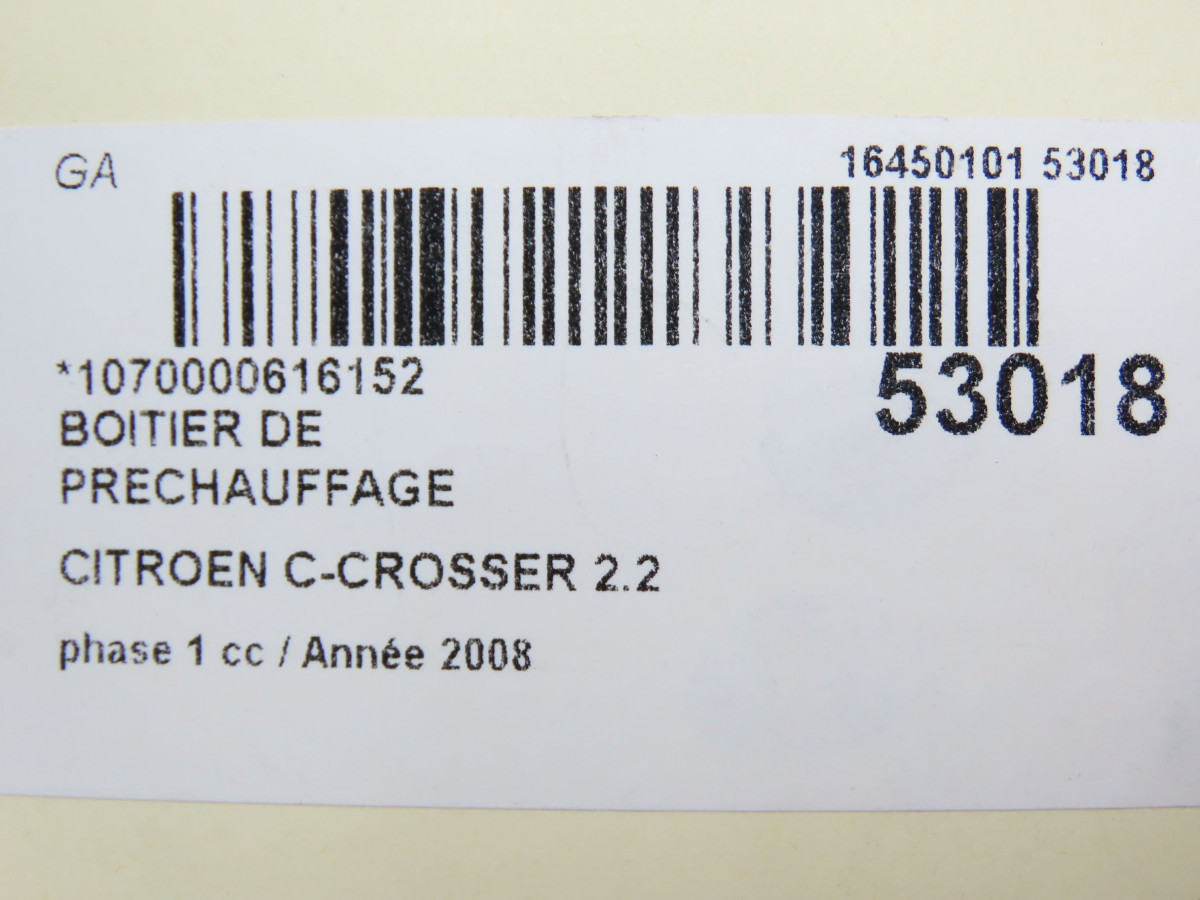 GA
16450101 53018
*1070000616152
53018
BOITIER DE
PRECHAUFFAGE
CITROEN C-CROSSER 2.2
phase 1 cc / Année 2008